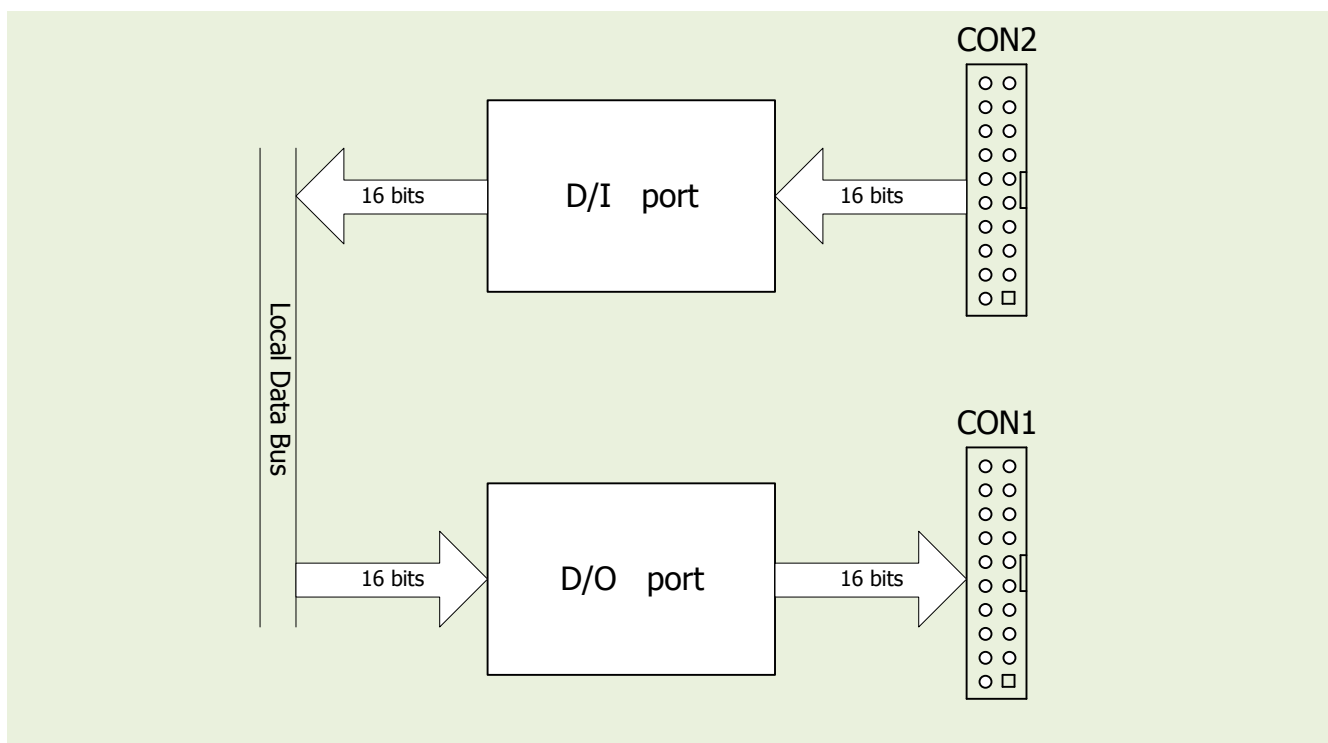 CON2
16 bits
D/I port
16 bits
Local Data Bus
CON1
16 bits
D/O port
16 bits